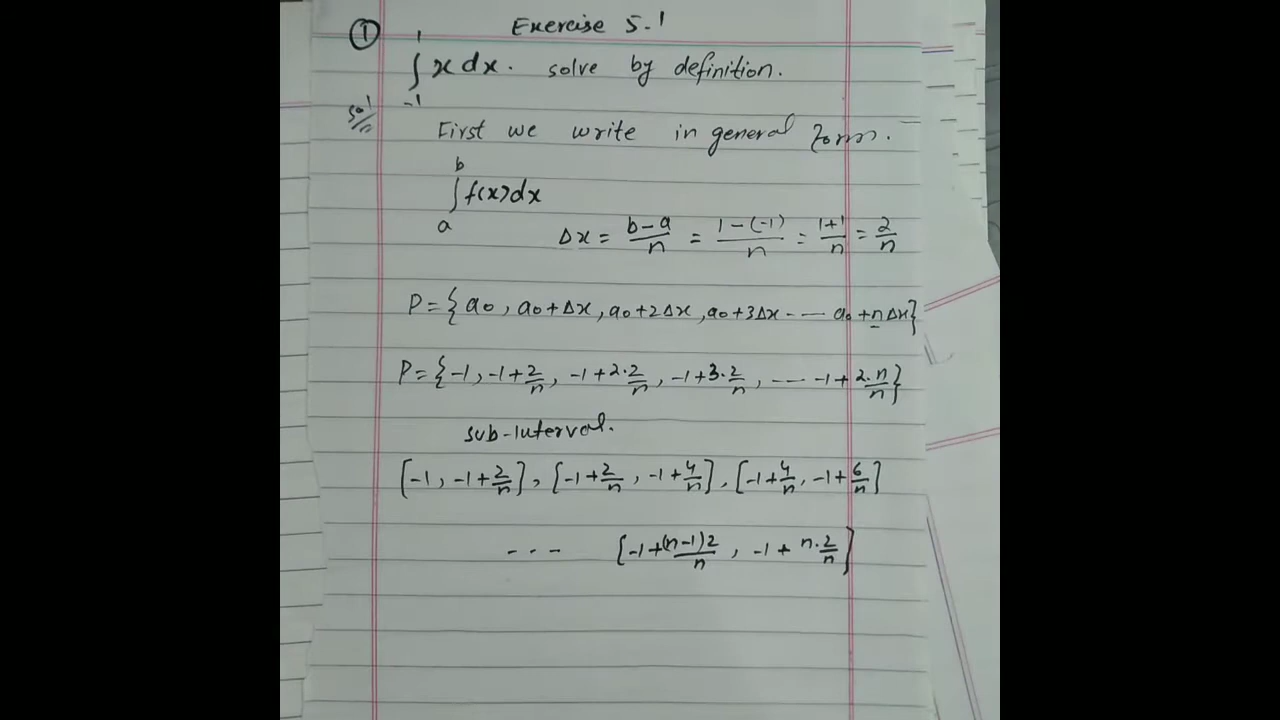 Exercise 5.1
① ∫₋₁¹ x dx. solve by definition.
Sol
First we write in general form.
∫ₐᵇ f(x)dx
Δx = b-a/n = 1-(-1)/n = 1+1/n = 2/n
P = {a₀, a₀+Δx, a₀+2Δx, a₀+3Δx -- --- a₀+nΔx}
P = {-1, -1+2/n, -1+2·2/n, -1+3·2/n, ---- -1+2·n/n}
sub-interval.
[-1, -1+2/n], [-1+2/n, -1+4/n], [-1+4/n, -1+6/n]
--- [-1+(n-1)2/n, -1+n·2/n]